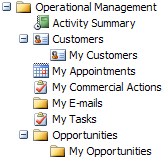 Operational Management
Activity Summary
Customers
My Customers
My Appointments
My Commercial Actions
My E-mails
My Tasks
Opportunities
My Opportunities